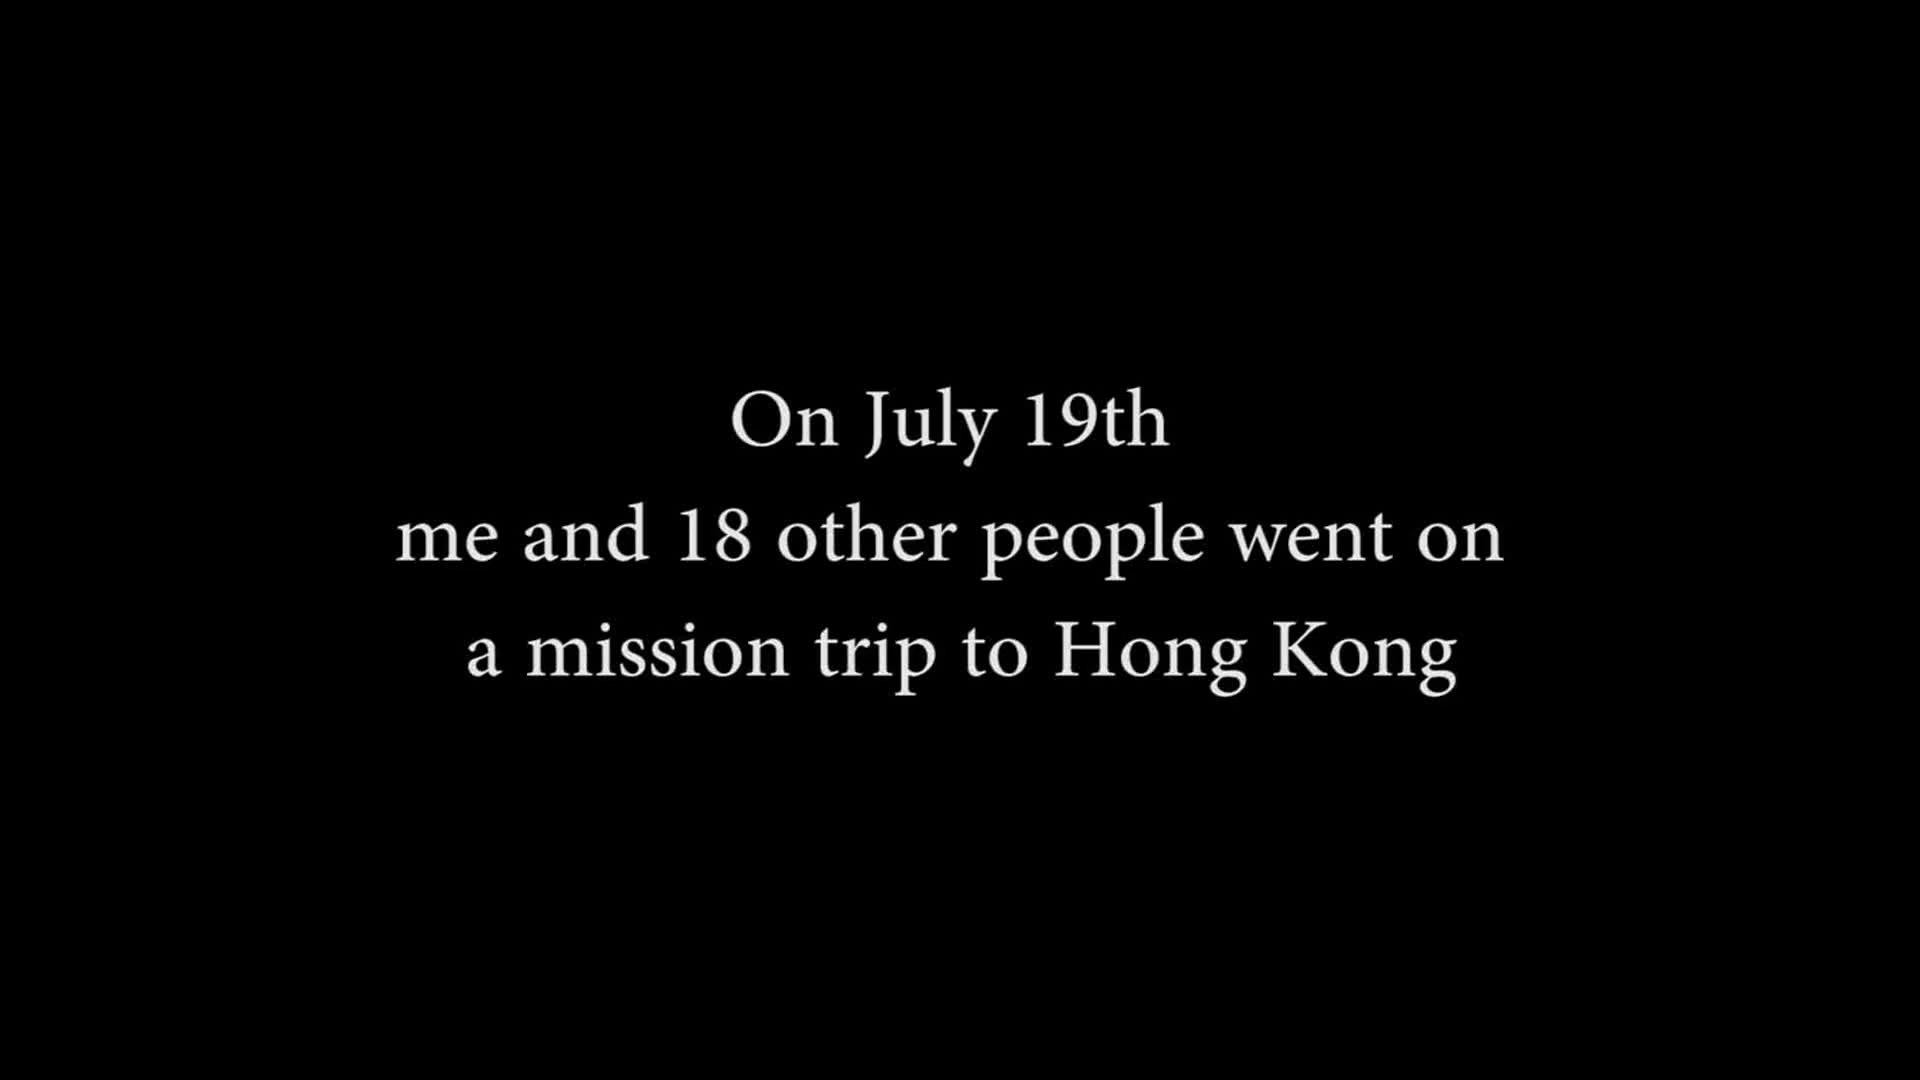 On July 19th
me and 18 other people went on
a mission trip to Hong Kong